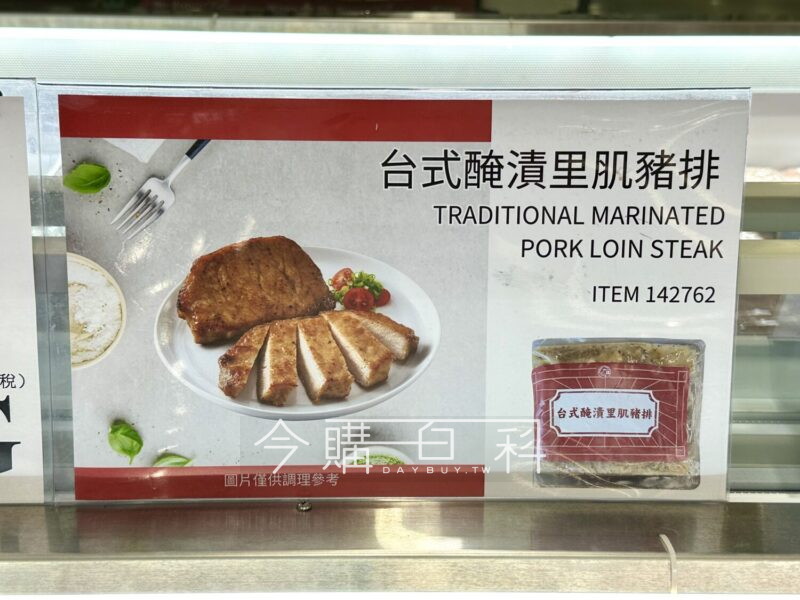 台式醃漬里肌豬排
TRADITIONAL MARINATED
PORK LOIN STEAK
ITEM 142762
台式醃漬里肌豬排
今購百科
DAYBUY.TW
圖片僅供調理參考
稅）